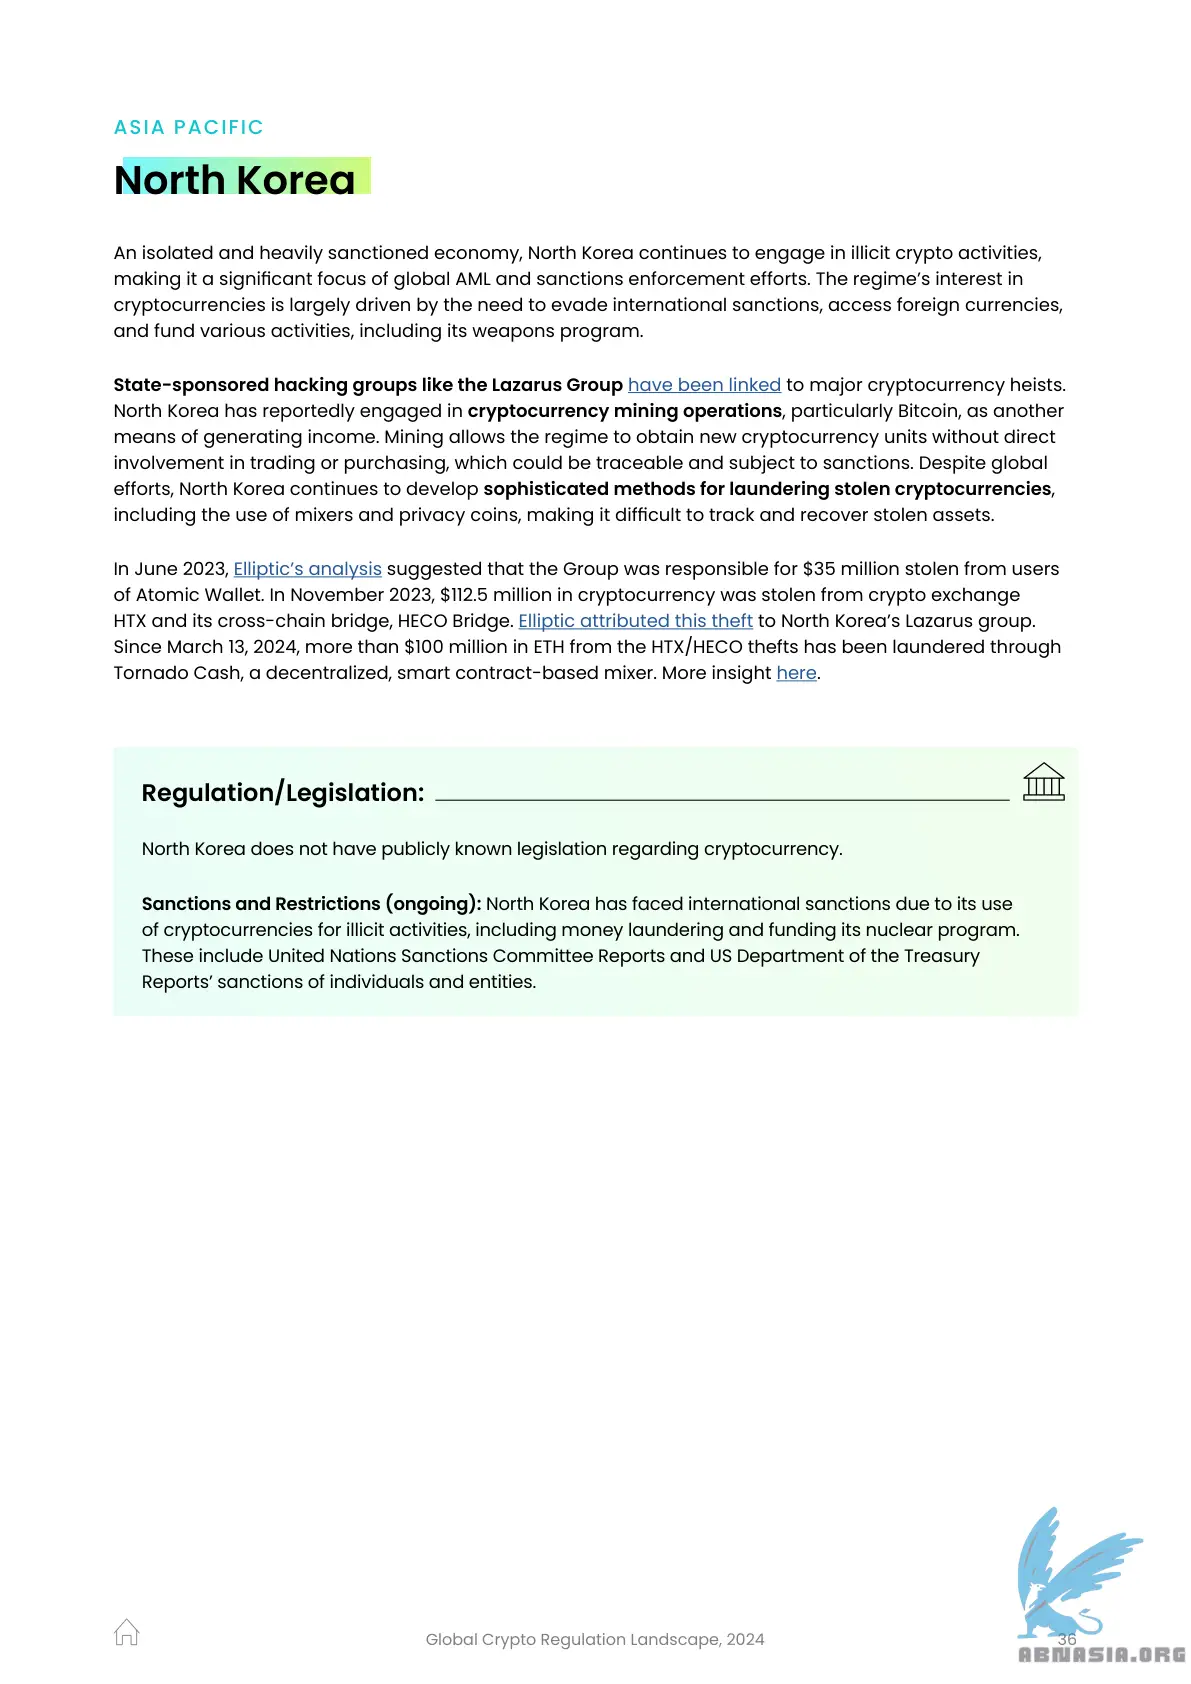 ASIA PACIFIC
North Korea
An isolated and heavily sanctioned economy, North Korea continues to engage in illicit crypto activities,
making it a significant focus of global AML and sanctions enforcement efforts. The regime’s interest in
cryptocurrencies is largely driven by the need to evade international sanctions, access foreign currencies,
and fund various activities, including its weapons program.
State-sponsored hacking groups like the Lazarus Group have been linked to major cryptocurrency heists.
North Korea has reportedly engaged in cryptocurrency mining operations, particularly Bitcoin, as another
means of generating income. Mining allows the regime to obtain new cryptocurrency units without direct
involvement in trading or purchasing, which could be traceable and subject to sanctions. Despite global
efforts, North Korea continues to develop sophisticated methods for laundering stolen cryptocurrencies,
including the use of mixers and privacy coins, making it difficult to track and recover stolen assets.
In June 2023, Elliptic’s analysis suggested that the Group was responsible for $35 million stolen from users
of Atomic Wallet. In November 2023, $112.5 million in cryptocurrency was stolen from crypto exchange
HTX and its cross-chain bridge, HECO Bridge. Elliptic attributed this theft to North Korea’s Lazarus group.
Since March 13, 2024, more than $100 million in ETH from the HTX/HECO thefts has been laundered through
Tornado Cash, a decentralized, smart contract-based mixer. More insight here.
Regulation/Legislation:
North Korea does not have publicly known legislation regarding cryptocurrency.
Sanctions and Restrictions (ongoing): North Korea has faced international sanctions due to its use
of cryptocurrencies for illicit activities, including money laundering and funding its nuclear program.
These include United Nations Sanctions Committee Reports and US Department of the Treasury
Reports’ sanctions of individuals and entities.
Global Crypto Regulation Landscape, 2024
36
ABNASIA.ORG